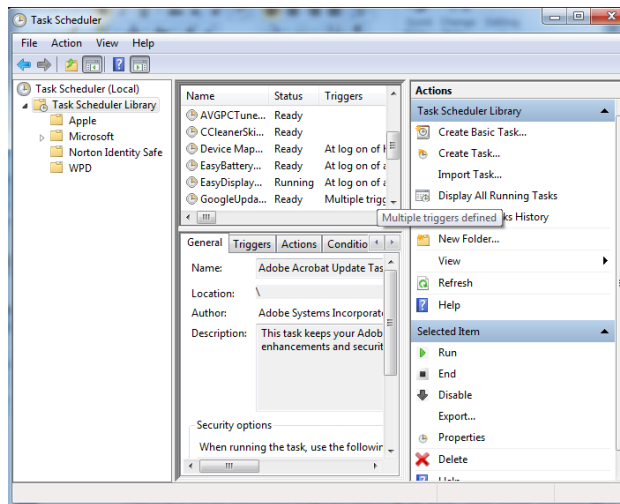 Task Scheduler
File Action View Help
Task Scheduler (Local)
Task Scheduler Library
Apple
Microsoft
Norton Identity Safe
WPD
Name Status Triggers
AVGPCTune... Ready
CCleanerSki... Ready
Device Map... Ready At log on of
EasyBattery... Ready At log on of a
EasyDisplay... Running At log on of a
GoogleUpda... Ready Multiple trigg
Multiple triggers defined
General Triggers Actions Conditio
Name: Adobe Acrobat Update Tas
Location: \
Author: Adobe Systems Incorporate
Description: This task keeps your Adob
enhancements and securit
Security options
When running the task, use the followin
Actions
Task Scheduler Library
Create Basic Task...
Create Task...
Import Task...
Display All Running Tasks
ks History
New Folder...
View
Refresh
Help
Selected Item
Run
End
Disable
Export...
Properties
Delete